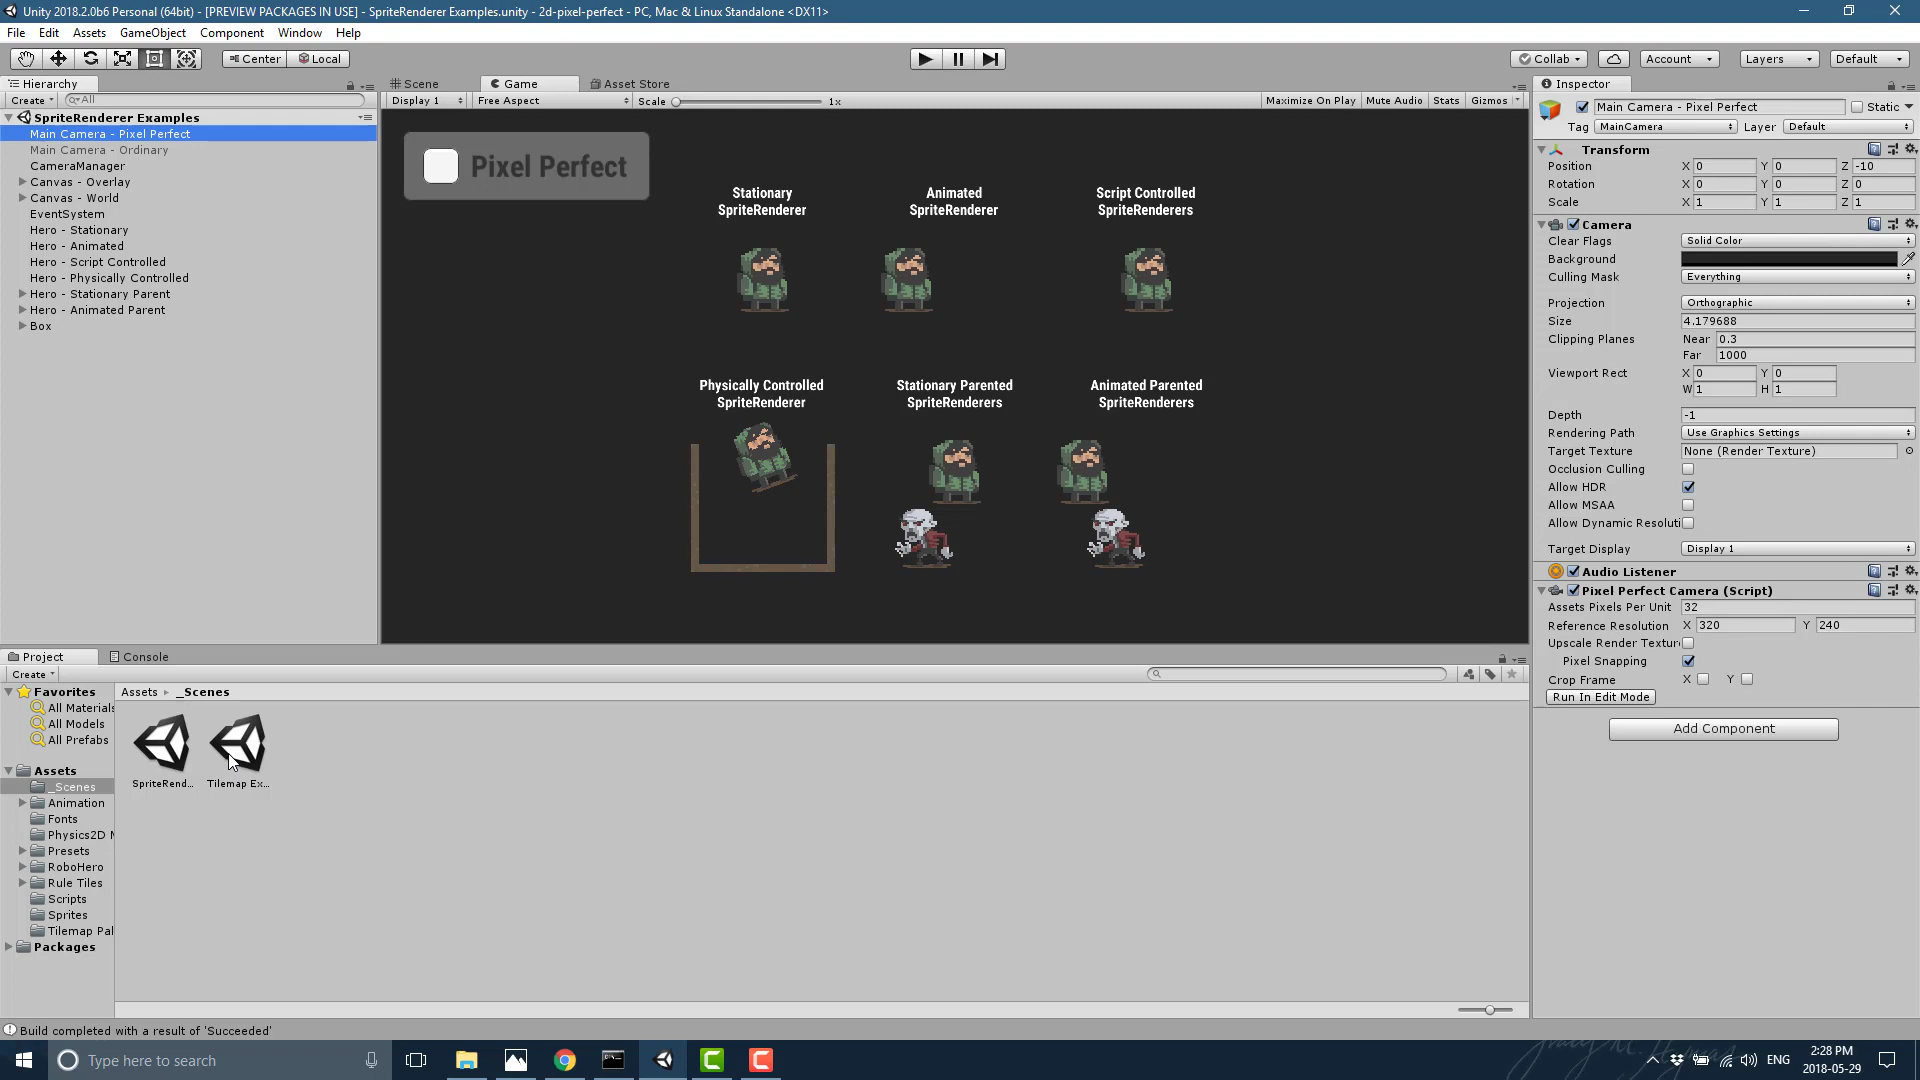 Unity 2018.2.0b6 Personal (64bit) - [PREVIEW PACKAGES IN USE] - SpriteRenderer Examples.unity - 2d-pixel-perfect - PC, Mac & Linux Standalone <DX11>
File Edit Assets GameObject Component Window Help
Center Local Collab Account Layers Default
Hierarchy
Create All
SpriteRenderer Examples
Main Camera - Pixel Perfect
Main Camera - Ordinary
CameraManager
Canvas - Overlay
Canvas - World
EventSystem
Hero - Stationary
Hero - Animated
Hero - Script Controlled
Hero - Physically Controlled
Hero - Stationary Parent
Hero - Animated Parent
Box
Scene Game Asset Store
Display 1 Free Aspect Scale 1x Maximize On Play Mute Audio Stats Gizmos
Pixel Perfect
Stationary
SpriteRenderer
Animated
SpriteRenderer
Script Controlled
SpriteRenderers
Physically Controlled
SpriteRenderer
Stationary Parented
SpriteRenderers
Animated Parented
SpriteRenderers
Inspector
Main Camera - Pixel Perfect Static
Tag MainCamera Layer Default
Transform
Position X 0 Y 0 Z -10
Rotation X 0 Y 0 Z 0
Scale X 1 Y 1 Z 1
Camera
Clear Flags Solid Color
Background
Culling Mask Everything
Projection Orthographic
Size 4.179688
Clipping Planes Near 0.3
Far 1000
Viewport Rect X 0 Y 0
W 1 H 1
Depth -1
Rendering Path Use Graphics Settings
Target Texture None (Render Texture)
Occlusion Culling
Allow HDR
Allow MSAA
Allow Dynamic Resoluti
Target Display Display 1
Audio Listener
Pixel Perfect Camera (Script)
Assets Pixels Per Unit 32
Reference Resolution X 320 Y 240
Upscale Render Textur
Pixel Snapping
Crop Frame X Y
Run In Edit Mode
Add Component
Project Console
Create
Favorites
All Materials
All Models
All Prefabs
Assets
_Scenes
Animation
Fonts
Physics2D M
Presets
RoboHero
Rule Tiles
Scripts
Sprites
Tilemap Pal
Packages
Assets _Scenes
SpriteRend... Tilemap Ex...
Build completed with a result of 'Succeeded'
Type here to search
ENG
2:28 PM
2018-05-29